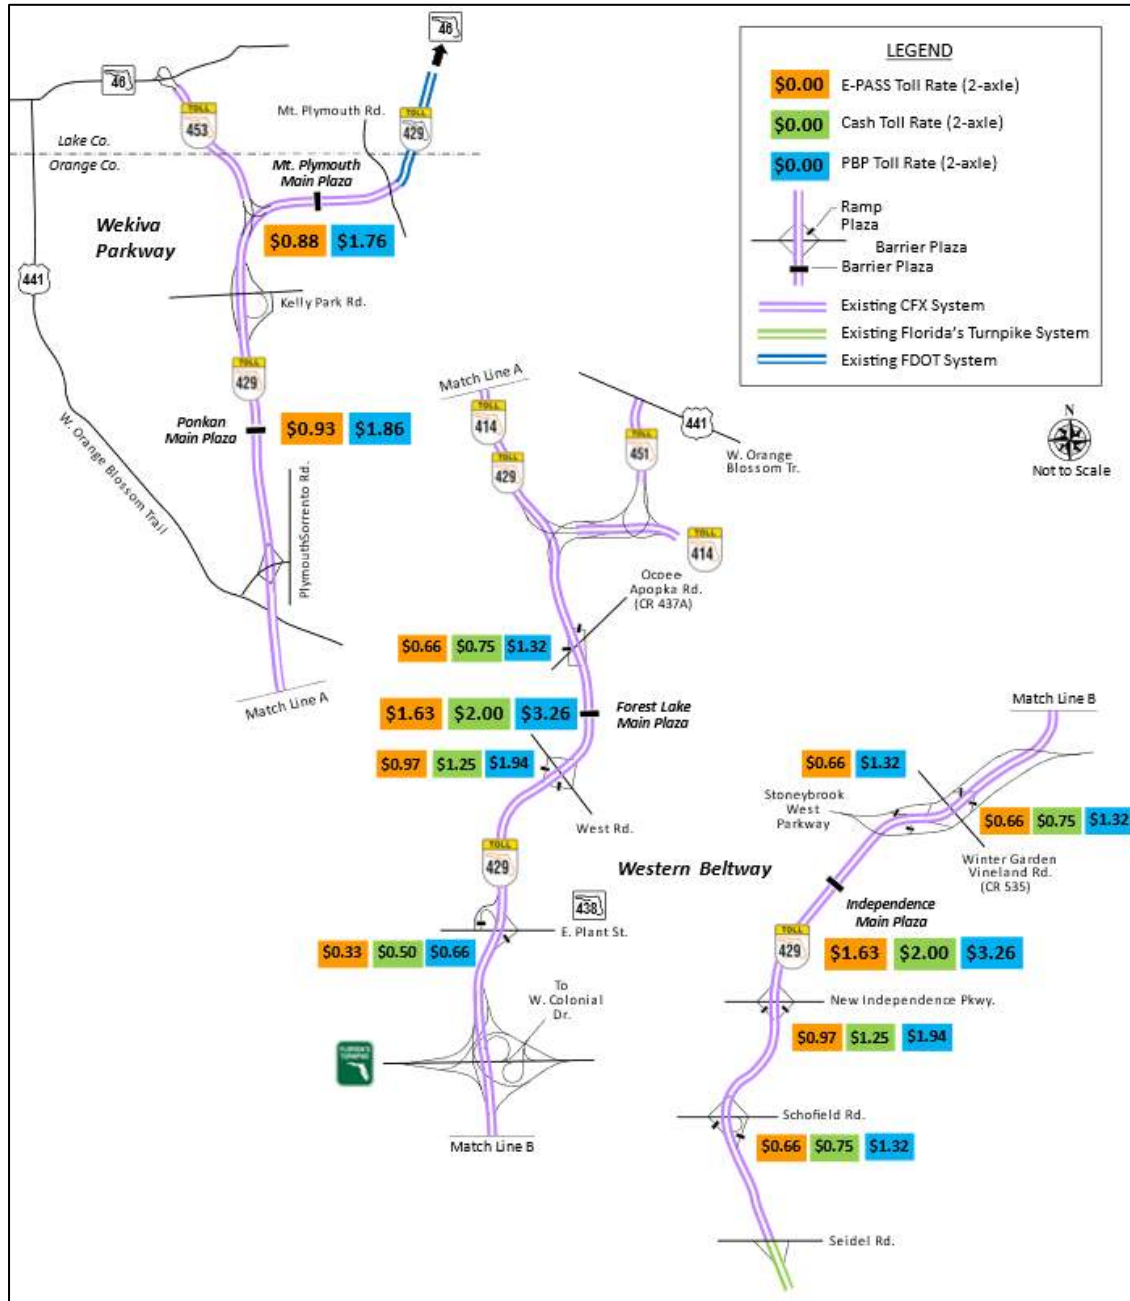 46
46
TOLL
453
Mt. Plymouth Rd.
TOLL
429
Lake Co.
Orange Co.
Mt. Plymouth
Main Plaza
Wekiva
Parkway
$0.88 $1.76
441
Kelly Park Rd.
TOLL
429
Ponkan
Main Plaza
$0.93 $1.86
W. Orange Blossom Trail
PlymouthSorrento Rd.
Match Line A
LEGEND
$0.00 E-PASS Toll Rate (2-axle)
$0.00 Cash Toll Rate (2-axle)
$0.00 PBP Toll Rate (2-axle)
Ramp
Plaza
Barrier Plaza
Barrier Plaza
Existing CFX System
Existing Florida's Turnpike System
Existing FDOT System
N
Not to Scale
Match Line A
TOLL
414
TOLL
429
441
W. Orange
Blossom Tr.
TOLL
451
TOLL
414
Ocoee-
Apopka Rd.
(CR 437A)
$0.66 $0.75 $1.32
$1.63 $2.00 $3.26
Forest Lake
Main Plaza
$0.97 $1.25 $1.94
West Rd.
TOLL
429
Western Beltway
438
E. Plant St.
$0.33 $0.50 $0.66
To
W. Colonial
Dr.
FLORIDA'S
TURNPIKE
Match Line B
Match Line B
$0.66 $1.32
Stoneybrook
West
Parkway
$0.66 $0.75 $1.32
Winter Garden
Vineland Rd.
(CR 535)
Independence
Main Plaza
TOLL
429
$1.63 $2.00 $3.26
New Independence Pkwy.
$0.97 $1.25 $1.94
Schofield Rd.
$0.66 $0.75 $1.32
Seidel Rd.